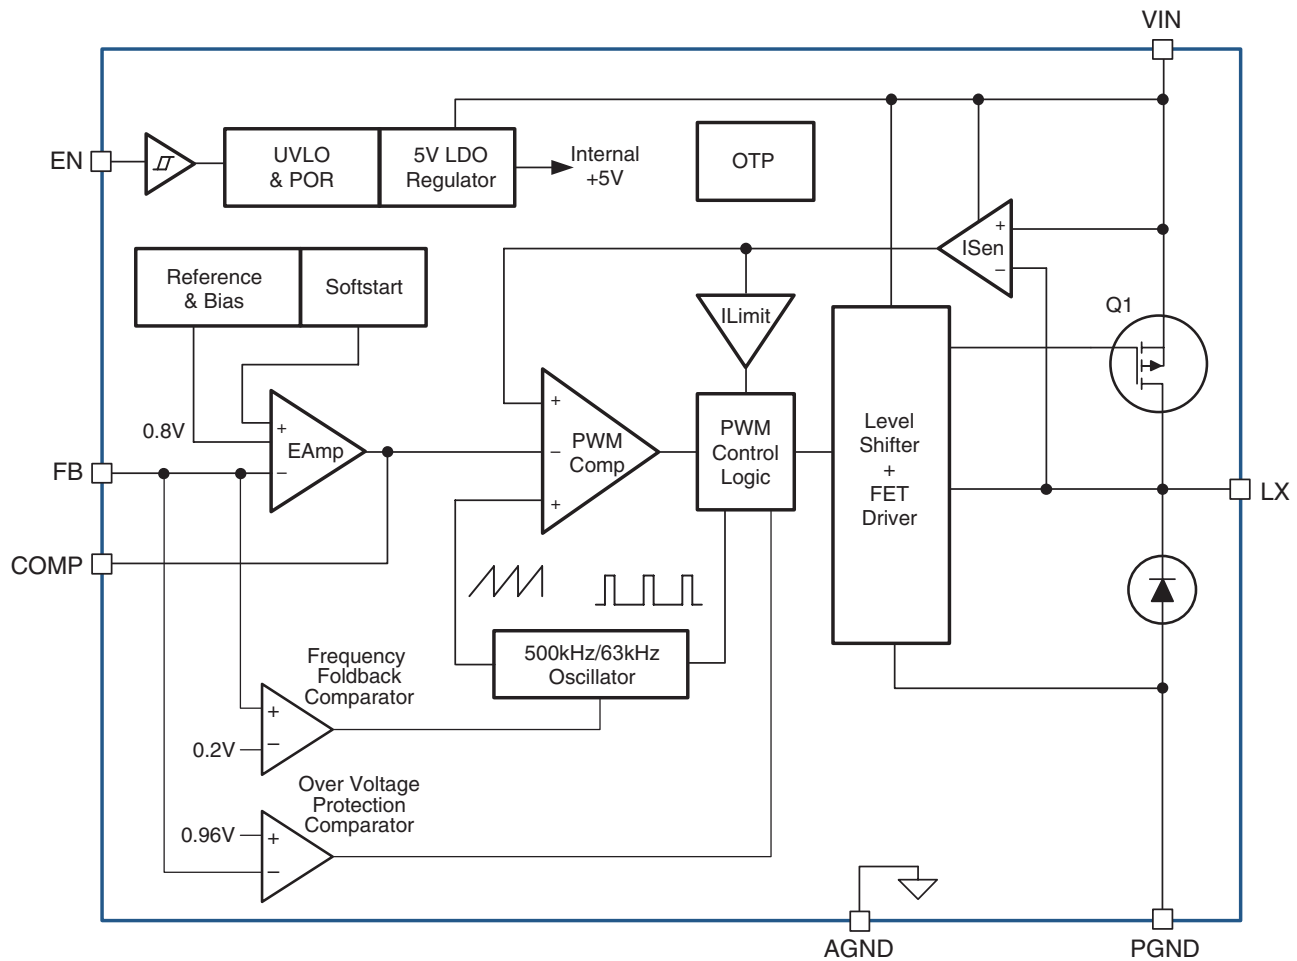 VIN
EN
UVLO
& POR
5V LDO
Regulator
Internal
+5V
OTP
Reference
& Bias
Softstart
+
ISen
–
ILimit
Q1
0.8V
+
EAmp
–
FB
+
PWM
Comp
–
+
PWM
Control
Logic
Level
Shifter
+
FET
Driver
LX
COMP
500kHz/63kHz
Oscillator
Frequency
Foldback
Comparator
+
0.2V
–
Over Voltage
Protection
Comparator
0.96V
+
–
AGND
PGND